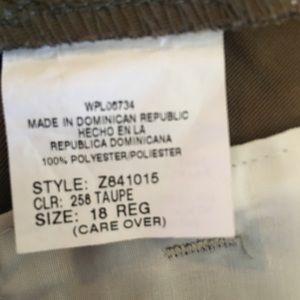 WPL06734
MADE IN DOMINICAN REPUBLIC
HECHO EN LA
REPUBLICA DOMINICANA
100% POLYESTER/POLIESTER
STYLE: Z841015
CLR: 258 TAUPE
SIZE: 18 REG
(CARE OVER)